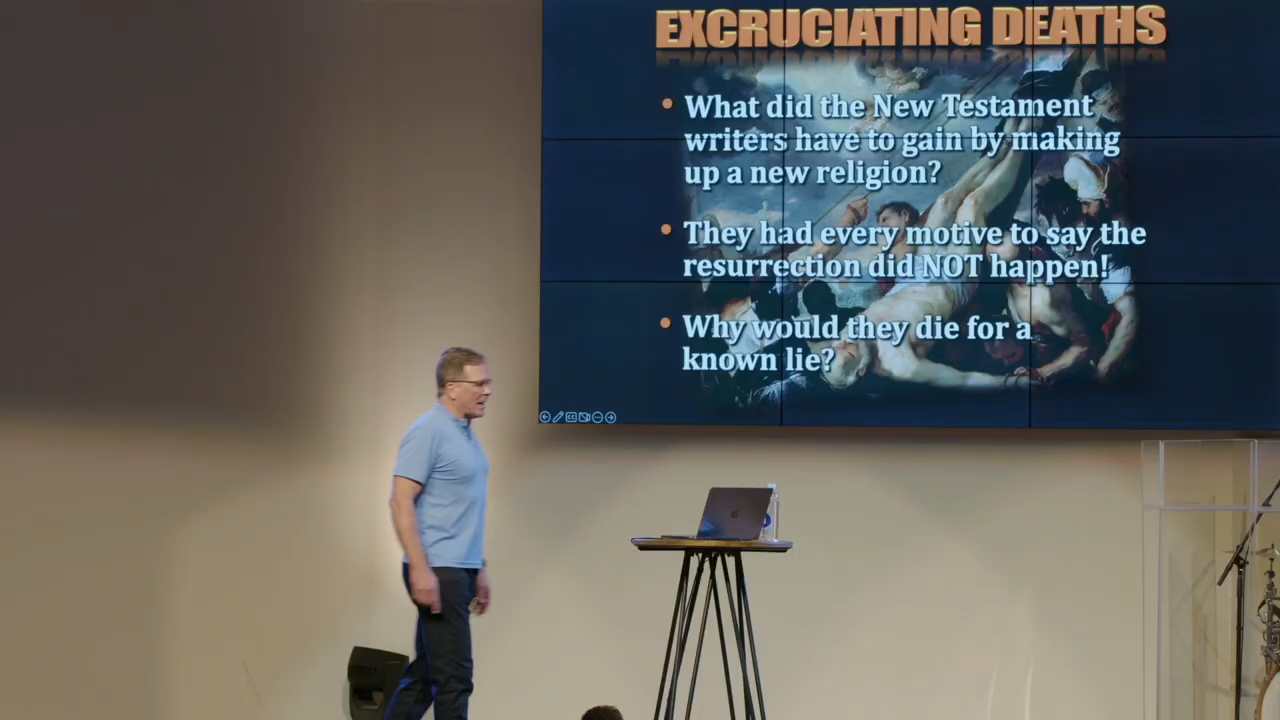 EXCRUCIATING DEATHS
• What did the New Testament
writers have to gain by making
up a new religion?
• They had every motive to say the
resurrection did NOT happen!
• Why would they die for a
known lie?